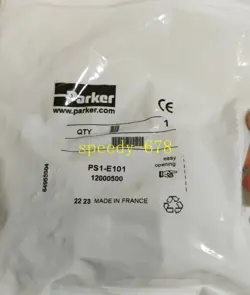 Parker
www.parker.com
CE
QTY
1
speedy-678
PS1-E101
12000500
easy
opening
22 23 MADE IN FRANCE